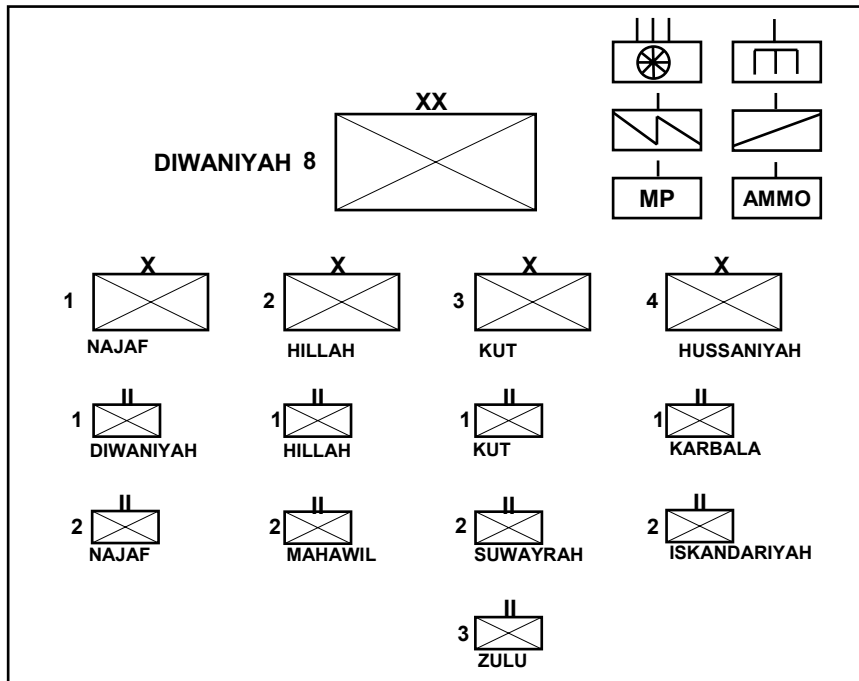 XX
DIWANIYAH 8
MP AMMO
X X X X
1 2 3 4
NAJAF HILLAH KUT HUSSANIYAH
II II II II
1 1 1 1
DIWANIYAH HILLAH KUT KARBALA
II II II II
2 2 2 2
NAJAF MAHAWIL SUWAYRAH ISKANDARIYAH
II
3
ZULU